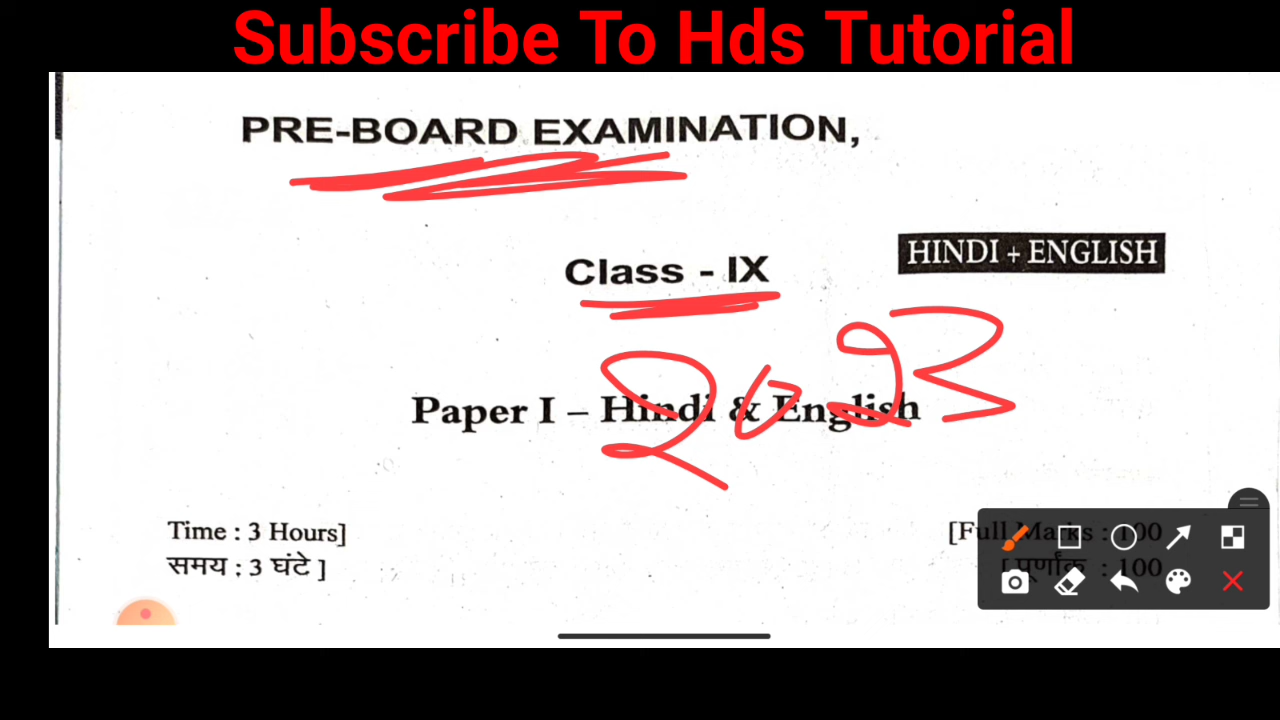 Subscribe To Hds Tutorial
PRE-BOARD EXAMINATION,
HINDI + ENGLISH
Class - IX
2023
Paper I – Hindi & English
Time : 3 Hours]
[Full Marks : 100
समय : 3 घंटे ]
[ पूर्णांक : 100